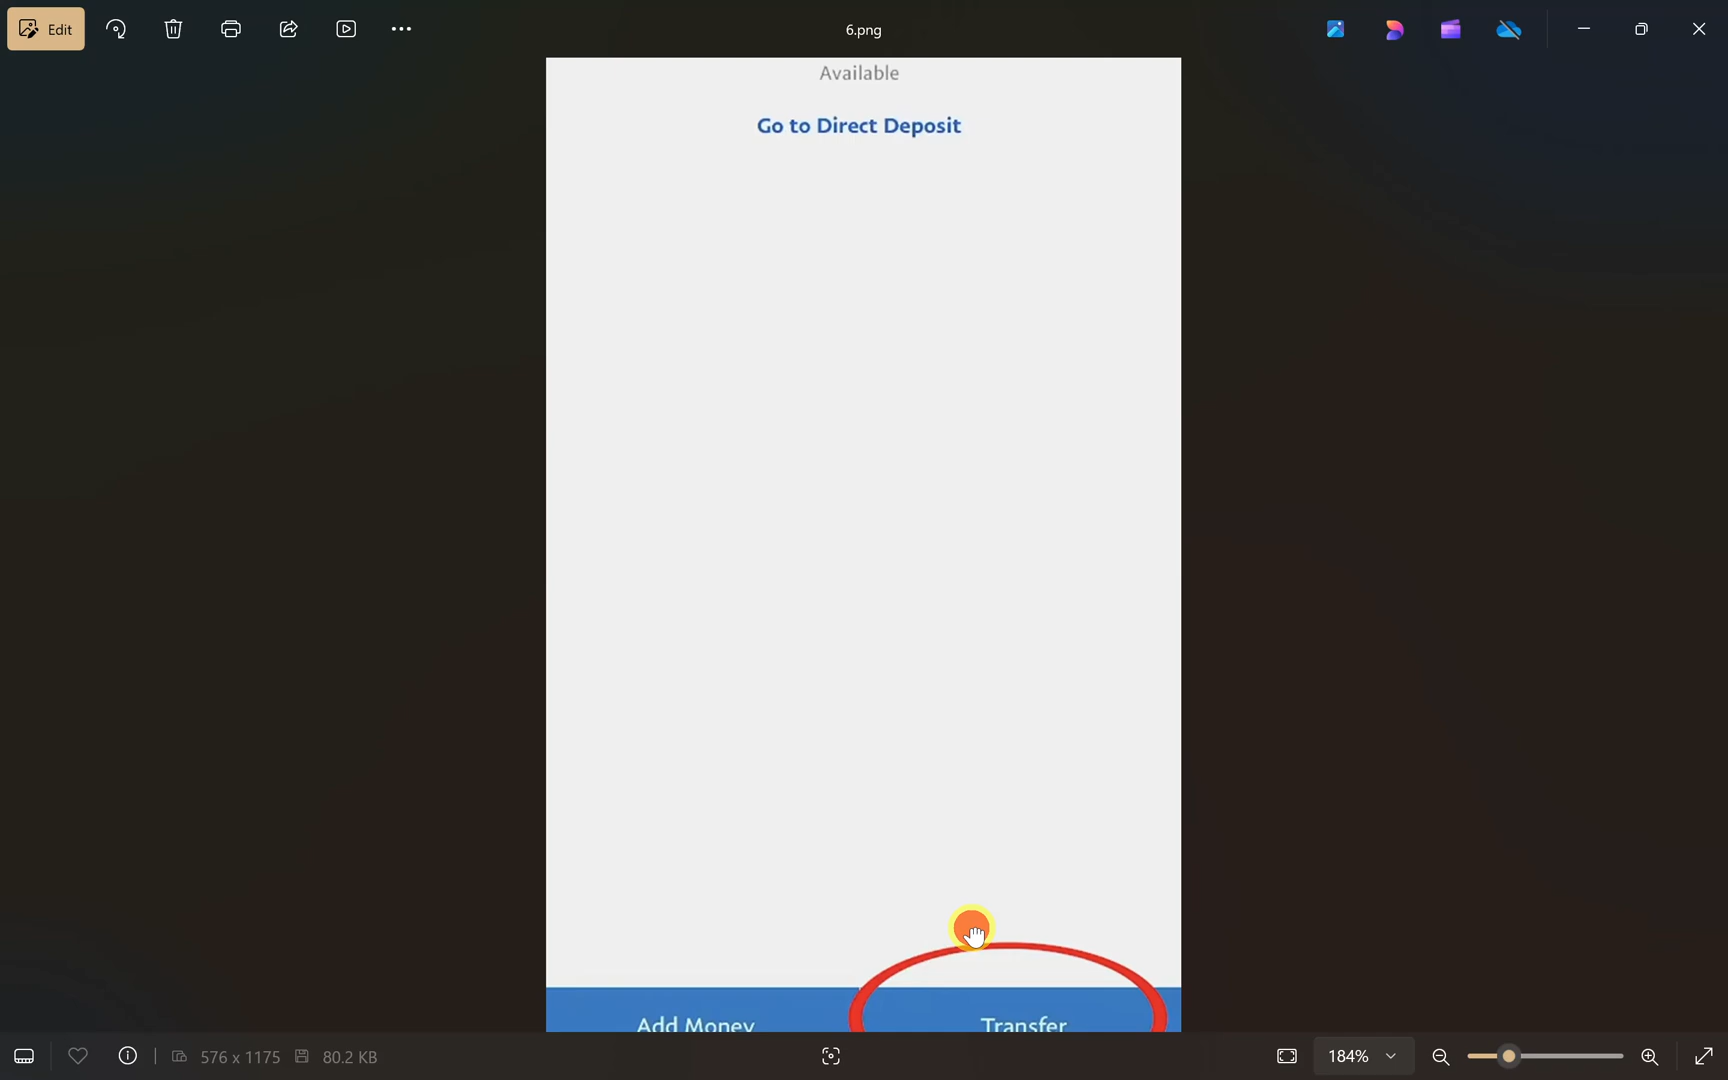 Edit
6.png
Available
Go to Direct Deposit
Add Money
Transfer
576 x 1175
80.2 KB
184%